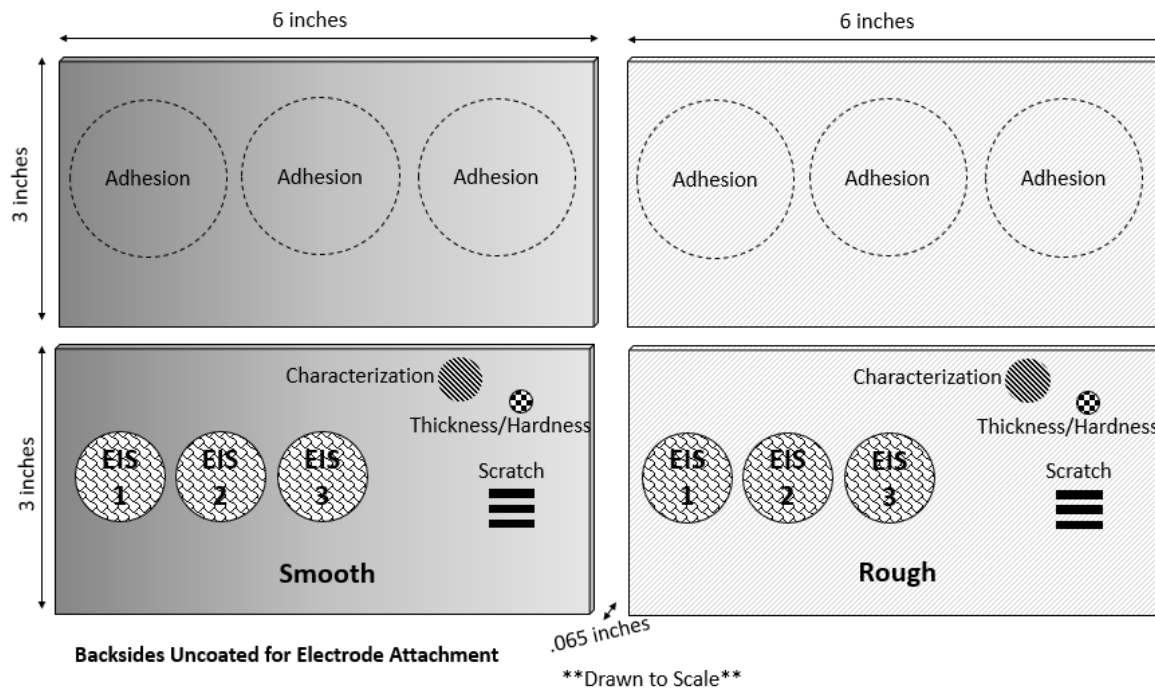 6 inches
6 inches
3 inches
Adhesion
Adhesion
Adhesion
Adhesion
Adhesion
Adhesion
3 inches
Characterization
Thickness/Hardness
EIS
1
EIS
2
EIS
3
Scratch
Smooth
Characterization
Thickness/Hardness
EIS
1
EIS
2
EIS
3
Scratch
Rough
.065 inches
Backsides Uncoated for Electrode Attachment
**Drawn to Scale**